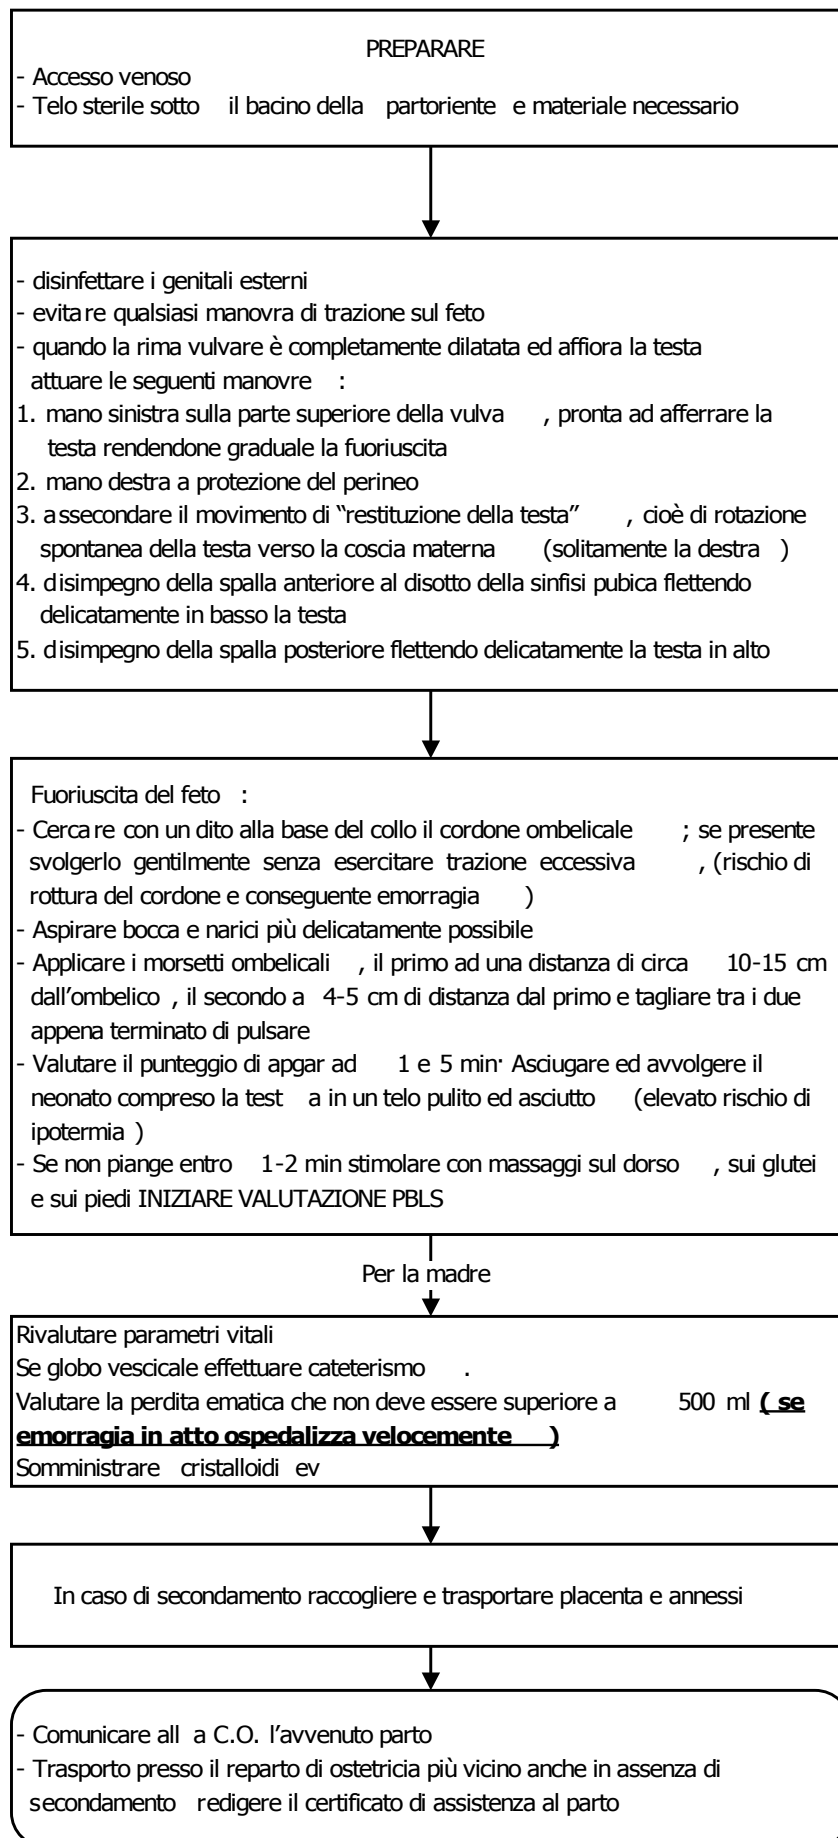 PREPARARE
- Accesso venoso
- Telo sterile sotto il bacino della partoriente e materiale necessario
- disinfettare i genitali esterni
- evitare qualsiasi manovra di trazione sul feto
- quando la rima vulvare è completamente dilatata ed affiora la testa
attuare le seguenti manovre :
1. mano sinistra sulla parte superiore della vulva , pronta ad afferrare la
testa rendendone graduale la fuoriuscita
2. mano destra a protezione del perineo
3. assecondare il movimento di “restituzione della testa” , cioè di rotazione
spontanea della testa verso la coscia materna (solitamente la destra )
4. disimpegno della spalla anteriore al disotto della sinfisi pubica flettendo
delicatamente in basso la testa
5. disimpegno della spalla posteriore flettendo delicatamente la testa in alto
Fuoriuscita del feto :
- Cercare con un dito alla base del collo il cordone ombelicale ; se presente
svolgerlo gentilmente senza esercitare trazione eccessiva , (rischio di
rottura del cordone e conseguente emorragia )
- Aspirare bocca e narici più delicatamente possibile
- Applicare i morsetti ombelicali , il primo ad una distanza di circa 10-15 cm
dall’ombelico , il secondo a 4-5 cm di distanza dal primo e tagliare tra i due
appena terminato di pulsare
- Valutare il punteggio di apgar ad 1 e 5 min· Asciugare ed avvolgere il
neonato compreso la test a in un telo pulito ed asciutto (elevato rischio di
ipotermia )
- Se non piange entro 1-2 min stimolare con massaggi sul dorso , sui glutei
e sui piedi INIZIARE VALUTAZIONE PBLS
Per la madre
Rivalutare parametri vitali
Se globo vescicale effettuare cateterismo .
Valutare la perdita ematica che non deve essere superiore a 500 ml ( se
emorragia in atto ospedalizza velocemente )
Somministrare cristalloidi ev
In caso di secondamento raccogliere e trasportare placenta e annessi
- Comunicare all a C.O. l’avvenuto parto
- Trasporto presso il reparto di ostetricia più vicino anche in assenza di
secondamento redigere il certificato di assistenza al parto